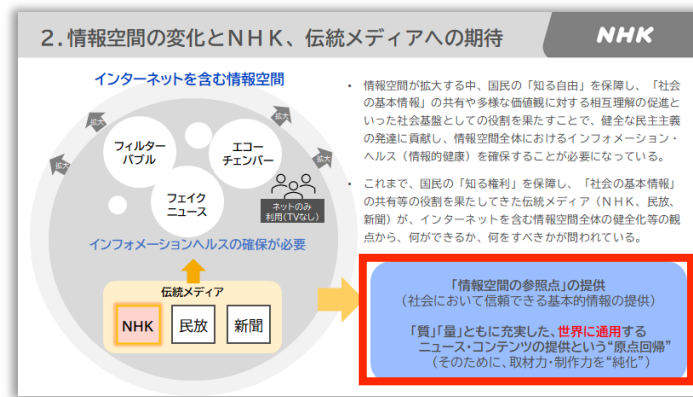 2.情報空間の変化とNHK、伝統メディアへの期待
NHK
インターネットを含む情報空間
拡大
拡大
拡大
拡大
フィルター
バブル
エコー
チェンバー
フェイク
ニュース
ネットのみ
利用(TVなし)
インフォメーションヘルスの確保が必要
伝統メディア
NHK
民放
新聞
・ 情報空間が拡大する中、国民の「知る自由」を保障し、「社会
の基本情報」の共有や多様な価値観に対する相互理解の促進と
いった社会基盤としての役割を果たすことで、健全な民主主義
の発達に貢献し、情報空間全体におけるインフォメーション・
ヘルス(情報的健康)を確保することが必要になっている。
・ これまで、国民の「知る権利」を保障し、「社会の基本情報」
の共有等の役割を果たしてきた伝統メディア(NHK、民放、
新聞)が、インターネットを含む情報空間全体の健全化等の観
点から、何ができるか、何をすべきかが問われている。
「情報空間の参照点」の提供
(社会において信頼できる基本的情報の提供)
「質」「量」ともに充実した、世界に通用する
ニュース・コンテンツの提供という“原点回帰”
(そのために、取材力・制作力を“純化”)